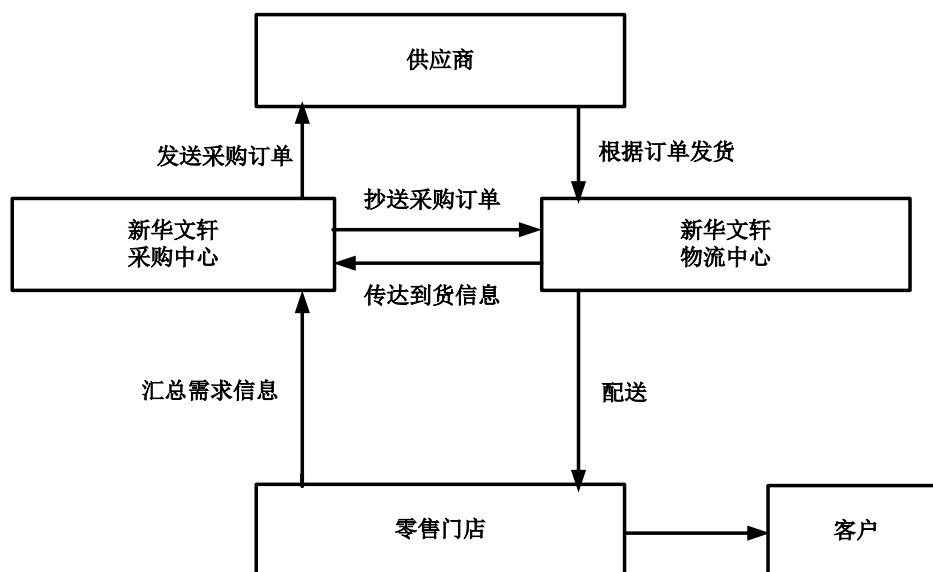 供应商
发送采购订单
根据订单发货
新华文轩
采购中心
抄送采购订单
传达到货信息
新华文轩
物流中心
汇总需求信息
配送
零售门店
客户